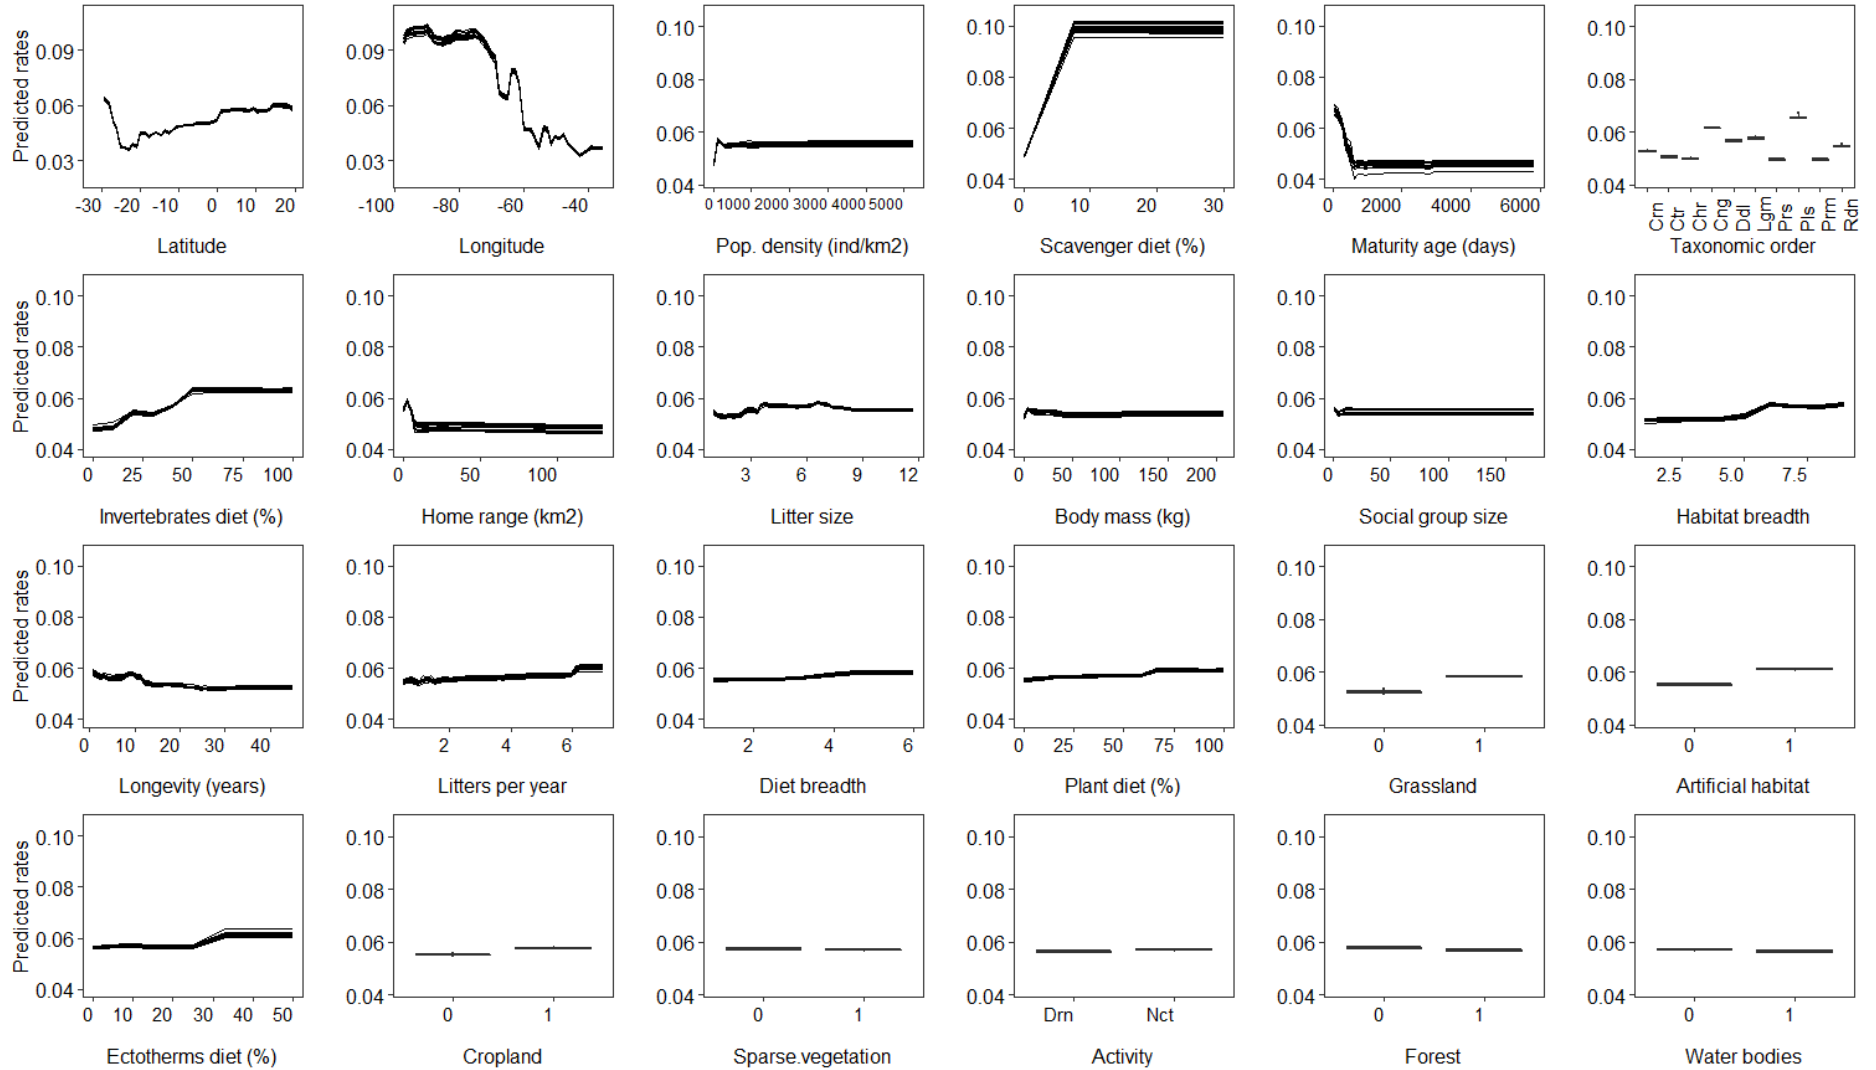 Predicted rates
0.09
0.06
0.03
-30 -20 -10 0 10 20
Latitude
-100 -80 -60 -40
Longitude
0.10
0.08
0.06
0.04
0 1000 2000 3000 4000 5000
Pop. density (ind/km2)
0.10
0.08
0.06
0.04
0 10 20 30
Scavenger diet (%)
0.10
0.08
0.06
0.04
0 2000 4000 6000
Maturity age (days)
0.10
0.08
0.06
0.04
Crn Ctr Chr Cng Ddl Lgm Prs Pls Prm Rdn
Taxonomic order
Predicted rates
0.10
0.08
0.06
0.04
0 25 50 75 100
Invertebrates diet (%)
0.10
0.08
0.06
0.04
0 50 100
Home range (km2)
0.10
0.08
0.06
0.04
3 6 9 12
Litter size
0.10
0.08
0.06
0.04
0 50 100 150 200
Body mass (kg)
0.10
0.08
0.06
0.04
0 50 100 150
Social group size
0.10
0.08
0.06
0.04
2.5 5.0 7.5
Habitat breadth
Predicted rates
0.10
0.08
0.06
0.04
0 10 20 30 40
Longevity (years)
0.10
0.08
0.06
0.04
2 4 6
Litters per year
0.10
0.08
0.06
0.04
2 4 6
Diet breadth
0.10
0.08
0.06
0.04
0 25 50 75 100
Plant diet (%)
0.10
0.08
0.06
0.04
0 1
Grassland
0.10
0.08
0.06
0.04
0 1
Artificial habitat
Predicted rates
0.10
0.08
0.06
0.04
0 10 20 30 40 50
Ectotherms diet (%)
0.10
0.08
0.06
0.04
0 1
Cropland
0.10
0.08
0.06
0.04
0 1
Sparse.vegetation
0.10
0.08
0.06
0.04
Drn Nct
Activity
0.10
0.08
0.06
0.04
0 1
Forest
0.10
0.08
0.06
0.04
0 1
Water bodies